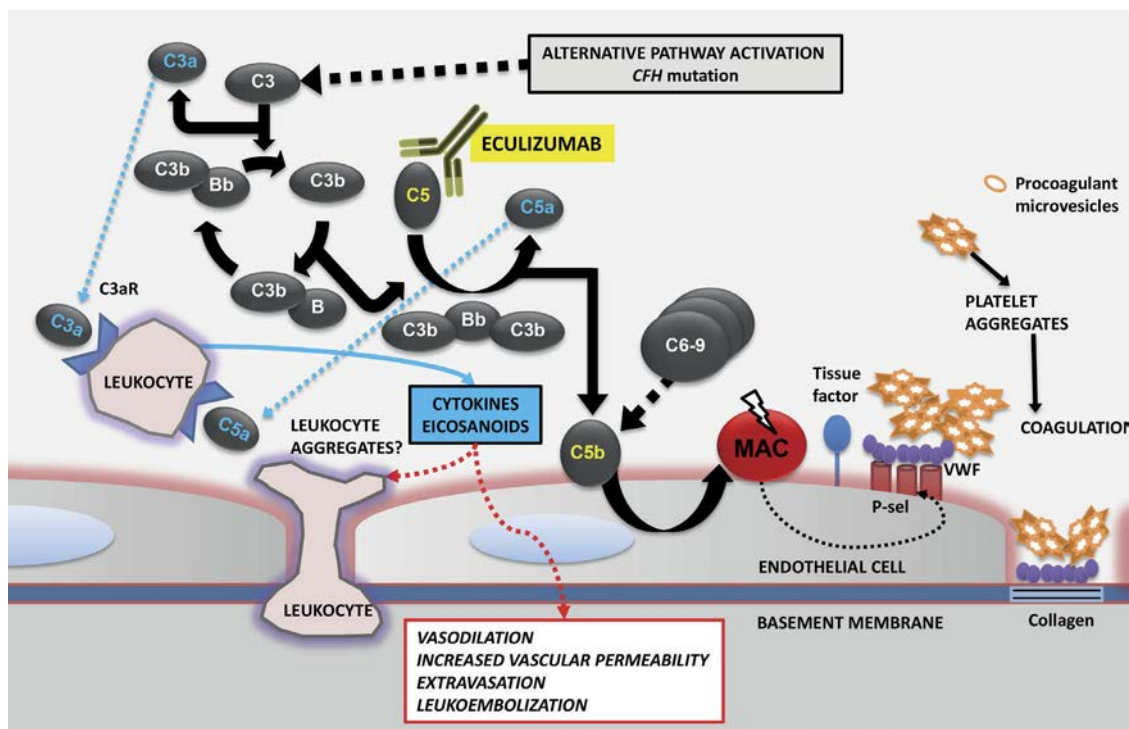 C3a
C3
ALTERNATIVE PATHWAY ACTIVATION
CFH mutation
ECULIZUMAB
C3b
Bb
C3b
C5
C5a
Procoagulant
microvesicles
C3b
B
C3aR
C3a
C3b
Bb
C3b
C6-9
PLATELET
AGGREGATES
LEUKOCYTE
C5a
CYTOKINES
EICOSANOIDS
LEUKOCYTE
AGGREGATES?
Tissue
factor
COAGULATION
C5b
MAC
VWF
P-sel
ENDOTHELIAL CELL
LEUKOCYTE
BASEMENT MEMBRANE
Collagen
VASODILATION
INCREASED VASCULAR PERMEABILITY
EXTRAVASATION
LEUKOEMBOLIZATION